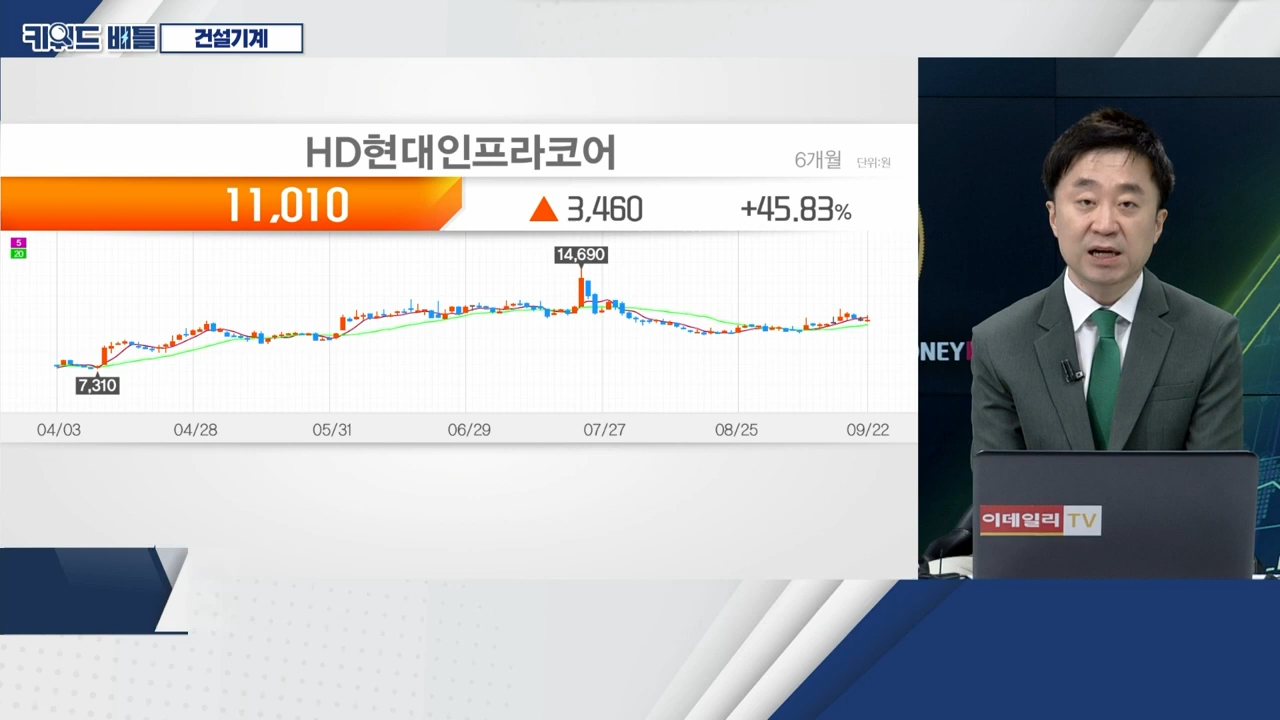 키워드 배틀 건설기계
HD현대인프라코어
6개월 단위:원
11,010 ▲ 3,460 +45.83%
5
20
14,690
7,310
04/03 04/28 05/31 06/29 07/27 08/25 09/22
ONEY
이데일리 TV